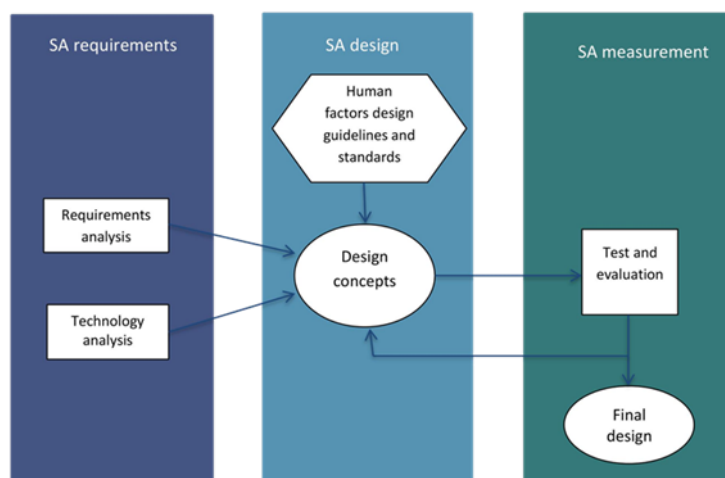 SA requirements
SA design
SA measurement
Human
factors design
guidelines and
standards
Requirements
analysis
Technology
analysis
Design
concepts
Test and
evaluation
Final
design